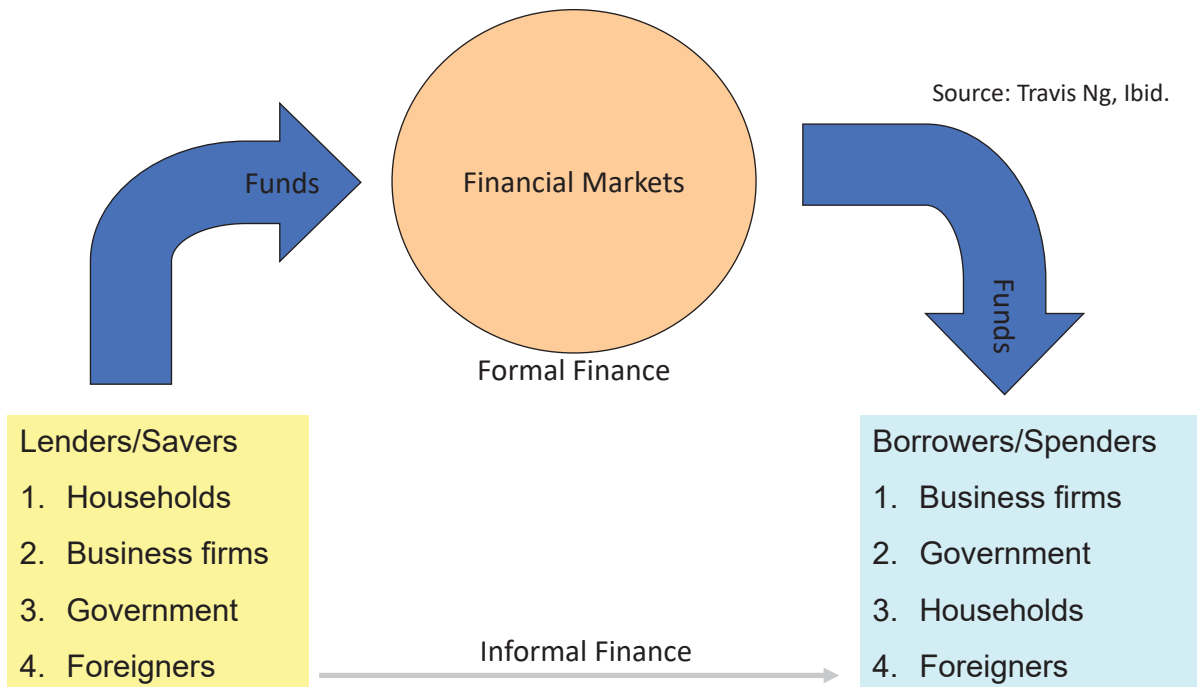 Source: Travis Ng, Ibid.
Funds
Financial Markets
Funds
Formal Finance
Lenders/Savers
1. Households
2. Business firms
3. Government
4. Foreigners
Informal Finance
Borrowers/Spenders
1. Business firms
2. Government
3. Households
4. Foreigners